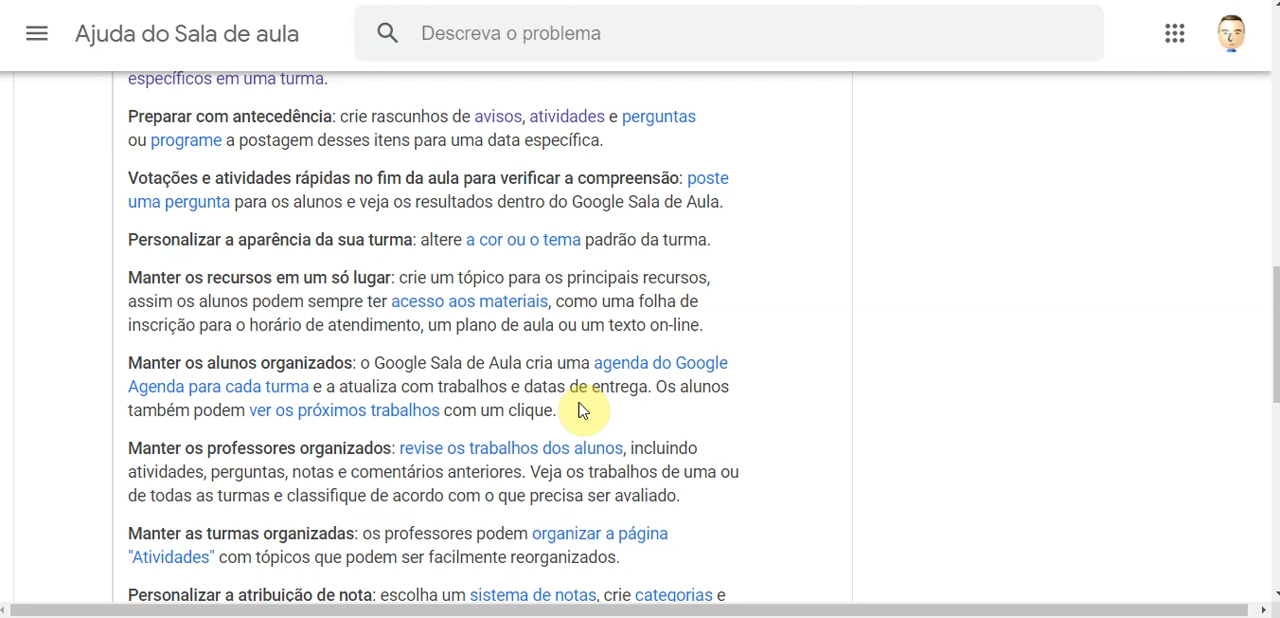 Ajuda do Sala de aula
Descreva o problema
específicos em uma turma.
Preparar com antecedência: crie rascunhos de avisos, atividades e perguntas
ou programe a postagem desses itens para uma data específica.
Votações e atividades rápidas no fim da aula para verificar a compreensão: poste
uma pergunta para os alunos e veja os resultados dentro do Google Sala de Aula.
Personalizar a aparência da sua turma: altere a cor ou o tema padrão da turma.
Manter os recursos em um só lugar: crie um tópico para os principais recursos,
assim os alunos podem sempre ter acesso aos materiais, como uma folha de
inscrição para o horário de atendimento, um plano de aula ou um texto on-line.
Manter os alunos organizados: o Google Sala de Aula cria uma agenda do Google
Agenda para cada turma e a atualiza com trabalhos e datas de entrega. Os alunos
também podem ver os próximos trabalhos com um clique.
Manter os professores organizados: revise os trabalhos dos alunos, incluindo
atividades, perguntas, notas e comentários anteriores. Veja os trabalhos de uma ou
de todas as turmas e classifique de acordo com o que precisa ser avaliado.
Manter as turmas organizadas: os professores podem organizar a página
"Atividades" com tópicos que podem ser facilmente reorganizados.
Personalizar a atribuição de nota: escolha um sistema de notas, crie categorias e